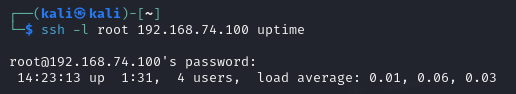 ┌──(kali㉿kali)-[~]
└─$ ssh -l root 192.168.74.100 uptime
root@192.168.74.100's password:
 14:23:13 up  1:31,  4 users,  load average: 0.01, 0.06, 0.03